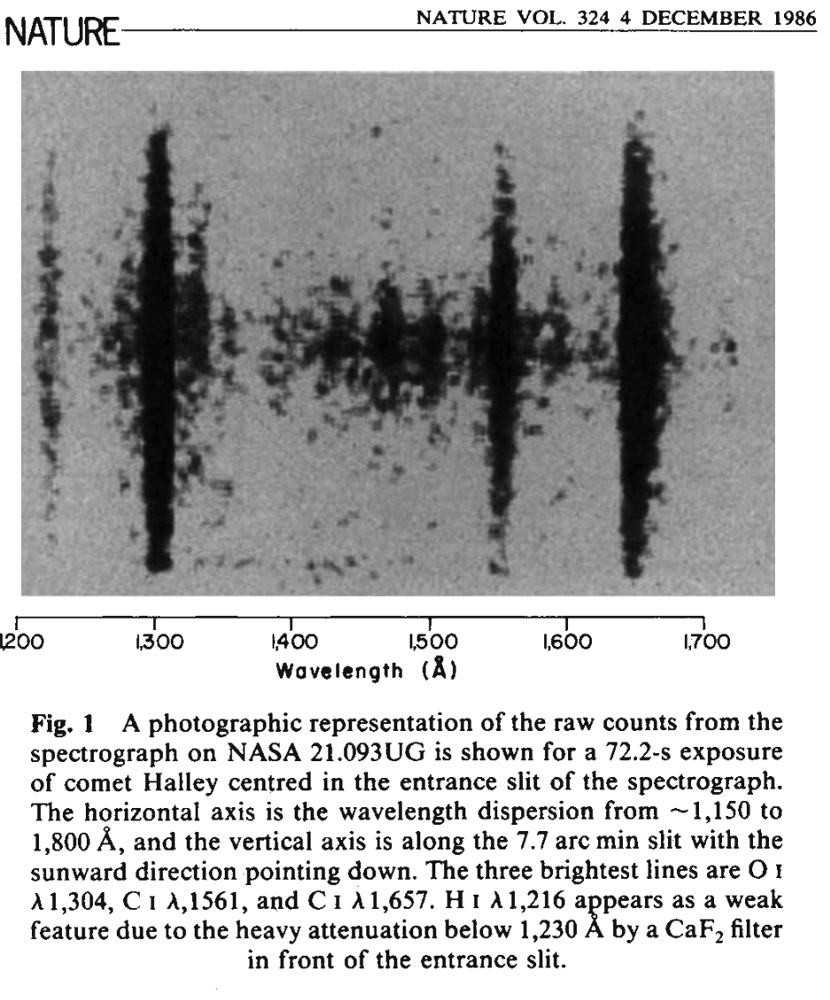 NATURE
NATURE VOL. 324 4 DECEMBER 1986
1,200 1,300 1,400 1,500 1,600 1,700
Wavelength (Å)
Fig. 1 A photographic representation of the raw counts from the
spectrograph on NASA 21.093UG is shown for a 72.2-s exposure
of comet Halley centred in the entrance slit of the spectrograph.
The horizontal axis is the wavelength dispersion from ~1,150 to
1,800 Å, and the vertical axis is along the 7.7 arc min slit with the
sunward direction pointing down. The three brightest lines are O I
λ1,304, C I λ,1561, and C I λ1,657. H I λ1,216 appears as a weak
feature due to the heavy attenuation below 1,230 Å by a CaF₂ filter
in front of the entrance slit.